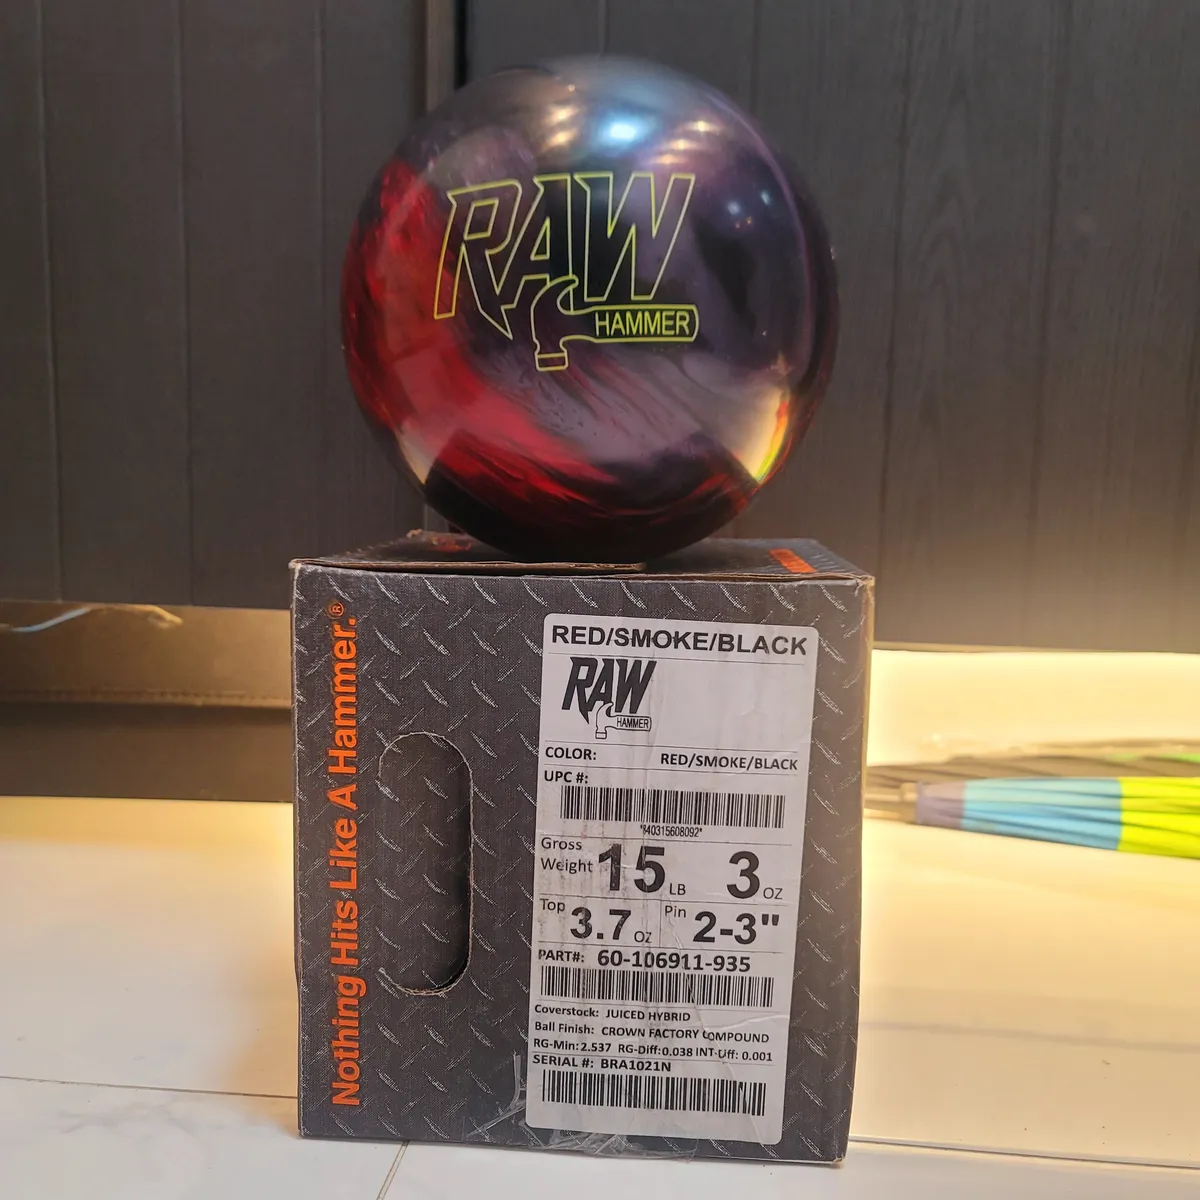 RAW
HAMMER
Nothing Hits Like A Hammer.®
RED/SMOKE/BLACK
RAW
HAMMER
COLOR: RED/SMOKE/BLACK
UPC #:
*840315608092*
Gross Weight 15 LB 3 OZ
Top 3.7 OZ Pin 2-3"
PART#: 60-106911-935
Coverstock: JUICED HYBRID
Ball Finish: CROWN FACTORY COMPOUND
RG-Min: 2.537 RG-Diff: 0.038 INT-Diff: 0.001
SERIAL #: BRA1021N